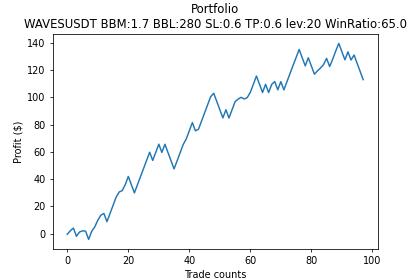 Portfolio
WAVESUSDT BBM:1.7 BBL:280 SL:0.6 TP:0.6 lev:20 WinRatio:65.0
140
120
100
80
60
40
20
0
Profit ($)
0 20 40 60 80 100
Trade counts